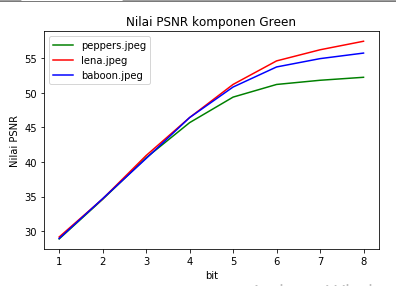 Nilai PSNR komponen Green
peppers.jpeg
lena.jpeg
baboon.jpeg
Nilai PSNR
55
50
45
40
35
30
1 2 3 4 5 6 7 8
bit